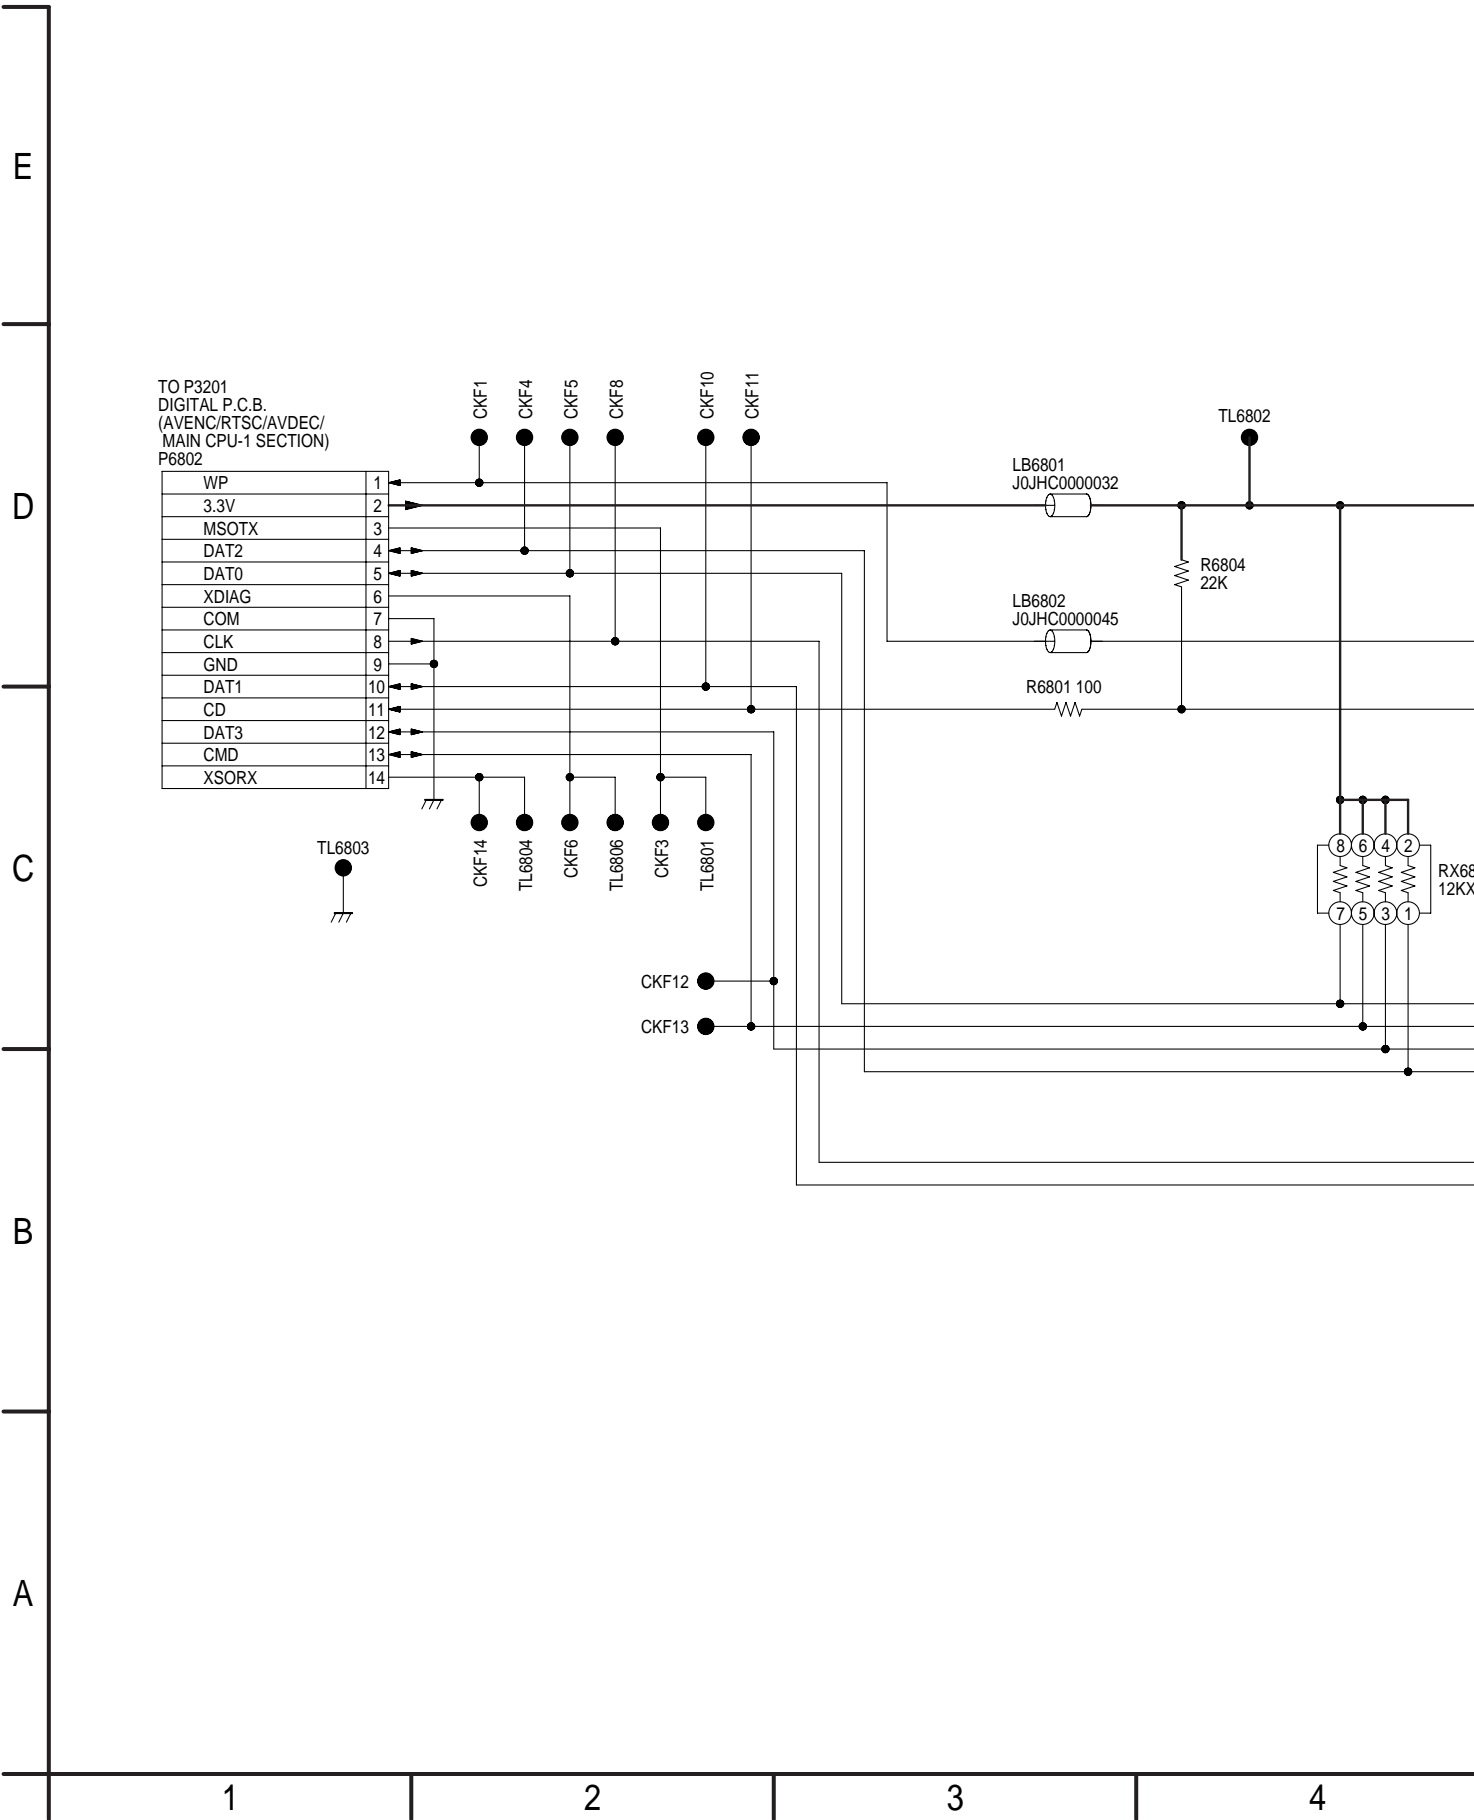 E
D
C
B
A
TO P3201
DIGITAL P.C.B.
(AVENC/RTSC/AVDEC/
MAIN CPU-1 SECTION)
P6802
WP 1
3.3V 2
MSOTX 3
DAT2 4
DAT0 5
XDIAG 6
COM 7
CLK 8
GND 9
DAT1 10
CD 11
DAT3 12
CMD 13
XSORX 14
CKF1
CKF4
CKF5
CKF8
CKF10
CKF11
TL6802
LB6801
J0JHC0000032
R6804
22K
LB6802
J0JHC0000045
R6801 100
TL6803
CKF14
TL6804
CKF6
TL6806
CKF3
TL6801
8 6 4 2
RX68
12KX
7 5 3 1
CKF12
CKF13
1 2 3 4